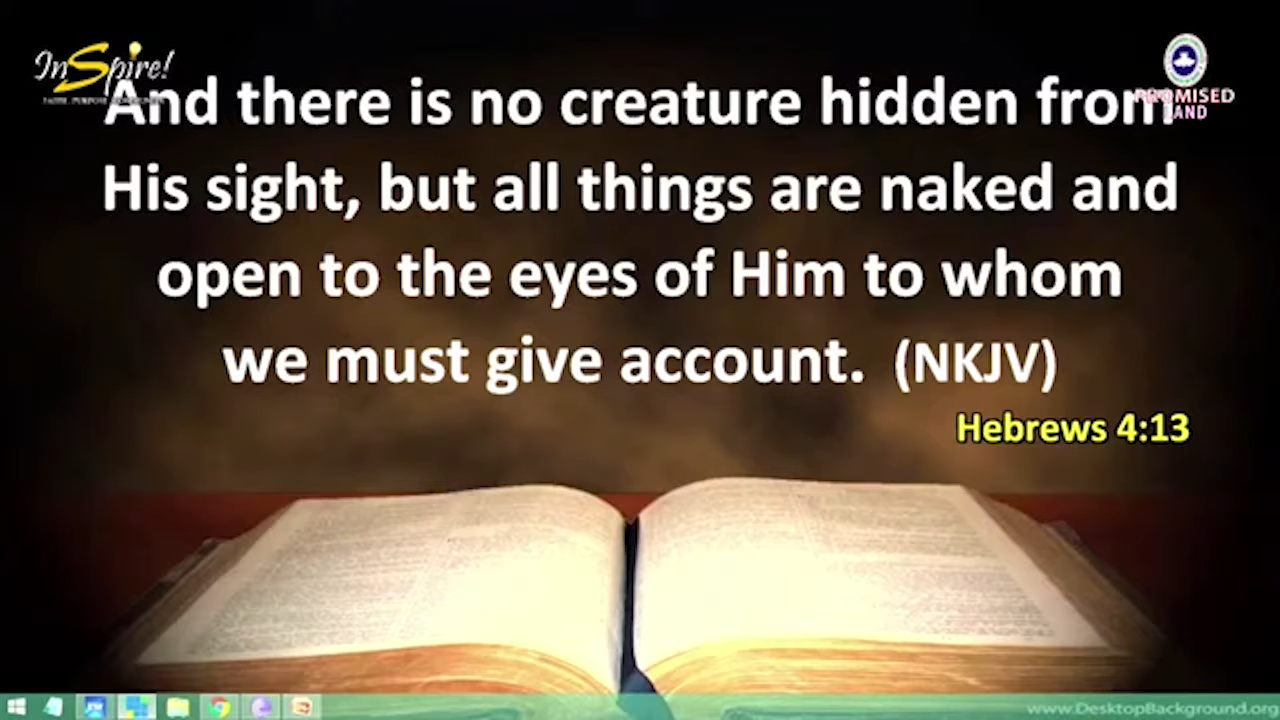 InSpire!
And there is no creature hidden from
PROMISED
LAND
His sight, but all things are naked and
open to the eyes of Him to whom
we must give account. (NKJV)
Hebrews 4:13
www.DesktopBackground.org